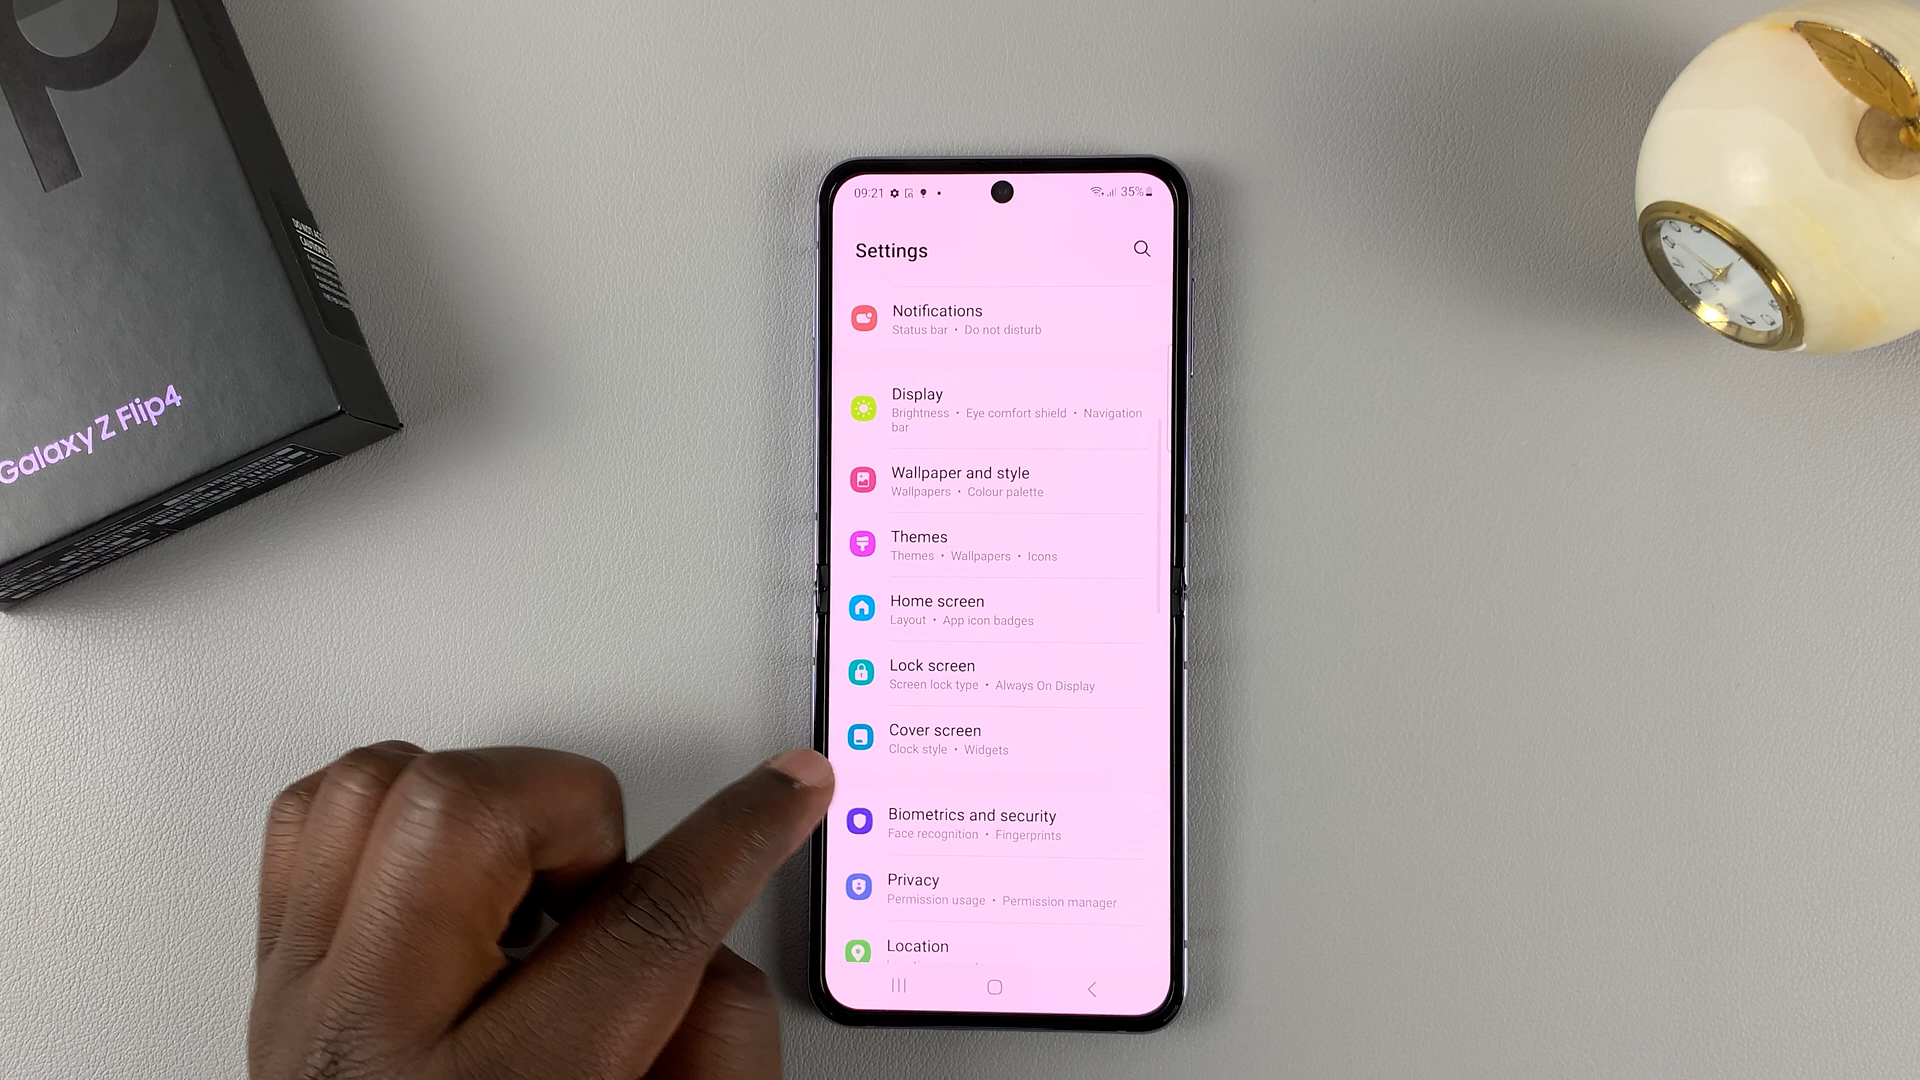 p
Galaxy Z Flip4
09:21
35%
Settings
Notifications
Status bar • Do not disturb
Display
Brightness • Eye comfort shield • Navigation
bar
Wallpaper and style
Wallpapers • Colour palette
Themes
Themes • Wallpapers • Icons
Home screen
Layout • App icon badges
Lock screen
Screen lock type • Always On Display
Cover screen
Clock style • Widgets
Biometrics and security
Face recognition • Fingerprints
Privacy
Permission usage • Permission manager
Location